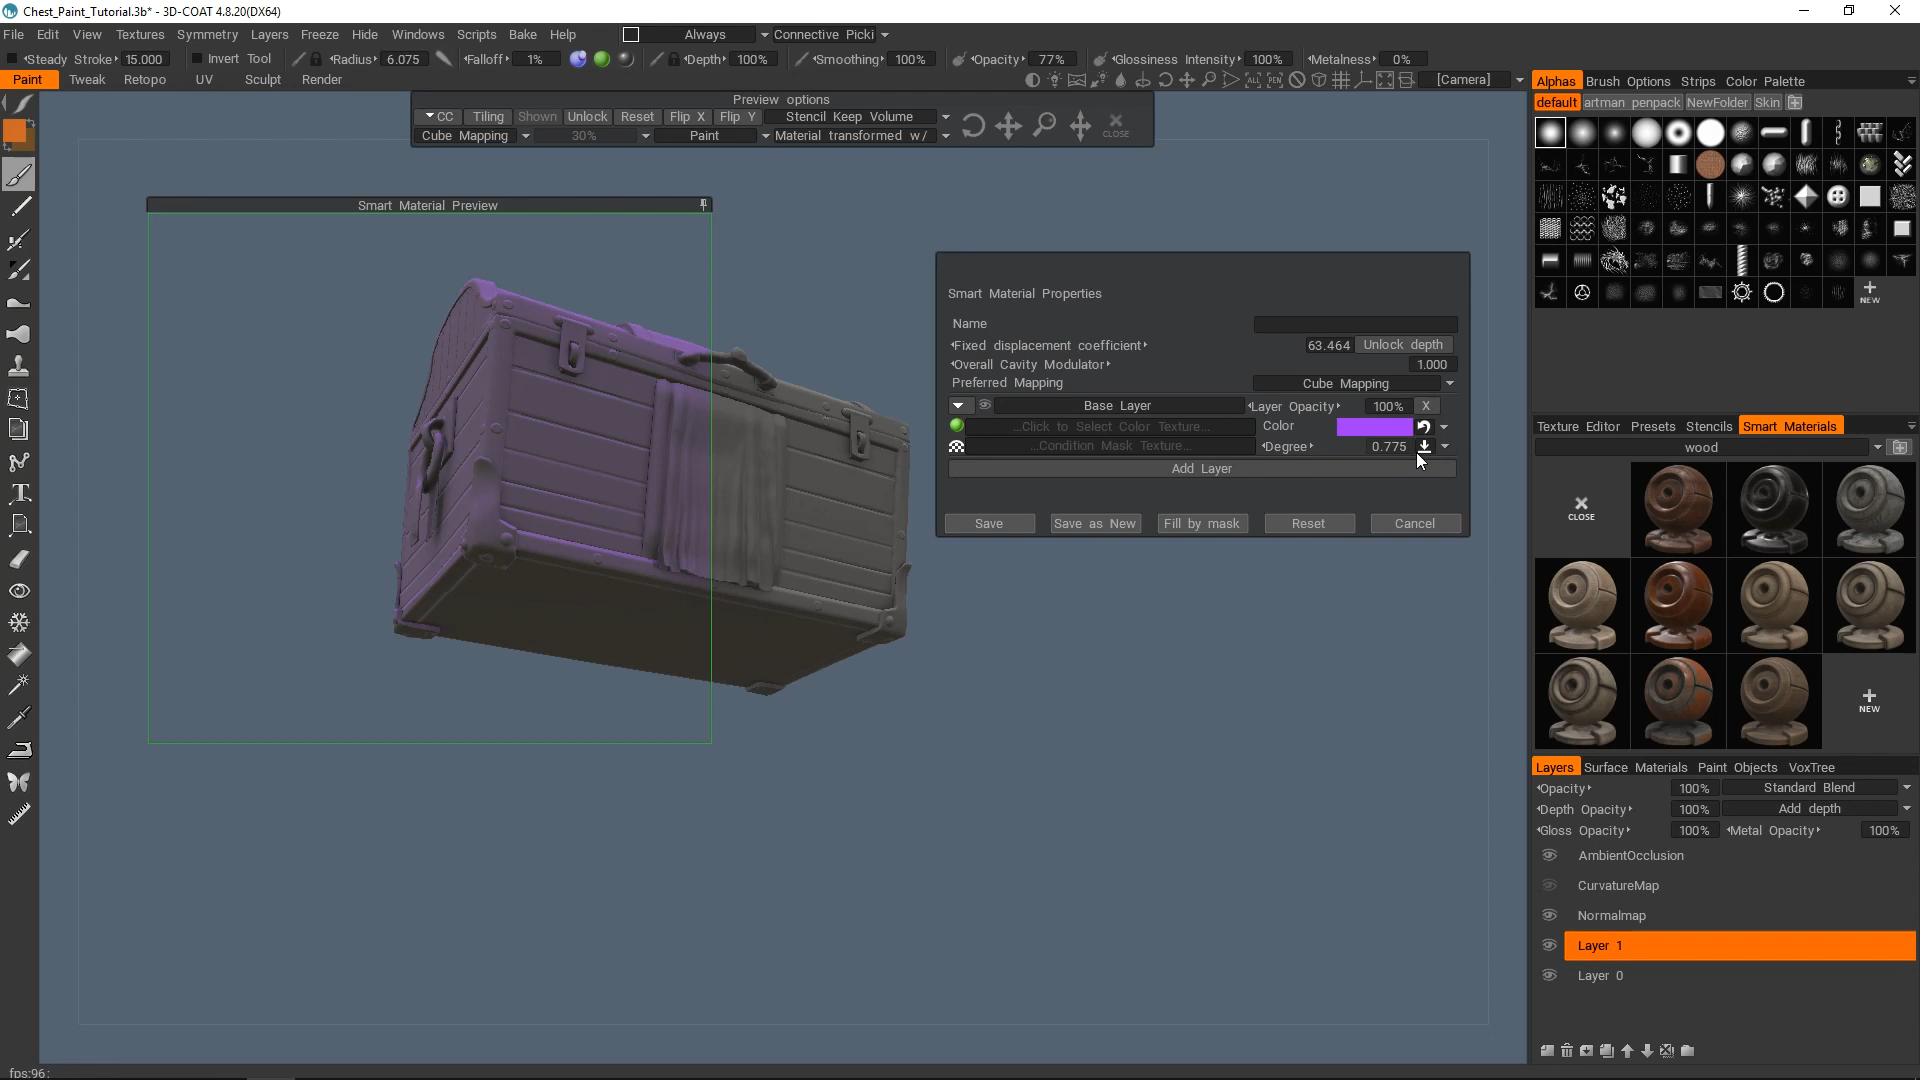 Chest_Paint_Tutorial.3b* - 3D-COAT 4.8.20(DX64)
File Edit View Textures Symmetry Layers Freeze Hide Windows Scripts Bake Help Always Connective Picki
Steady Stroke 15.000 Invert Tool Radius 6.075 Falloff 1% Depth 100% Smoothing 100% Opacity 77% Glossiness Intensity 100% Metalness 0%
Paint Tweak Retopo UV Sculpt Render ALL PEN [Camera]
Preview options
CC Tiling Shown Unlock Reset Flip X Flip Y Stencil Keep Volume
Cube Mapping 30% Paint Material transformed w/ CLOSE
Smart Material Preview
Smart Material Properties
Name
Fixed displacement coefficient 63.464 Unlock depth
Overall Cavity Modulator 1.000
Preferred Mapping Cube Mapping
Base Layer Layer Opacity 100% X
...Click to Select Color Texture... Color
...Condition Mask Texture... Degree 0.775
Add Layer
Save Save as New Fill by mask Reset Cancel
Alphas Brush Options Strips Color Palette
default artman penpack NewFolder Skin
NEW
Texture Editor Presets Stencils Smart Materials
wood
CLOSE
NEW
Layers Surface Materials Paint Objects VoxTree
Opacity 100% Standard Blend
Depth Opacity 100% Add depth
Gloss Opacity 100% Metal Opacity 100%
AmbientOcclusion
CurvatureMap
Normalmap
Layer 1
Layer 0
fps:96;